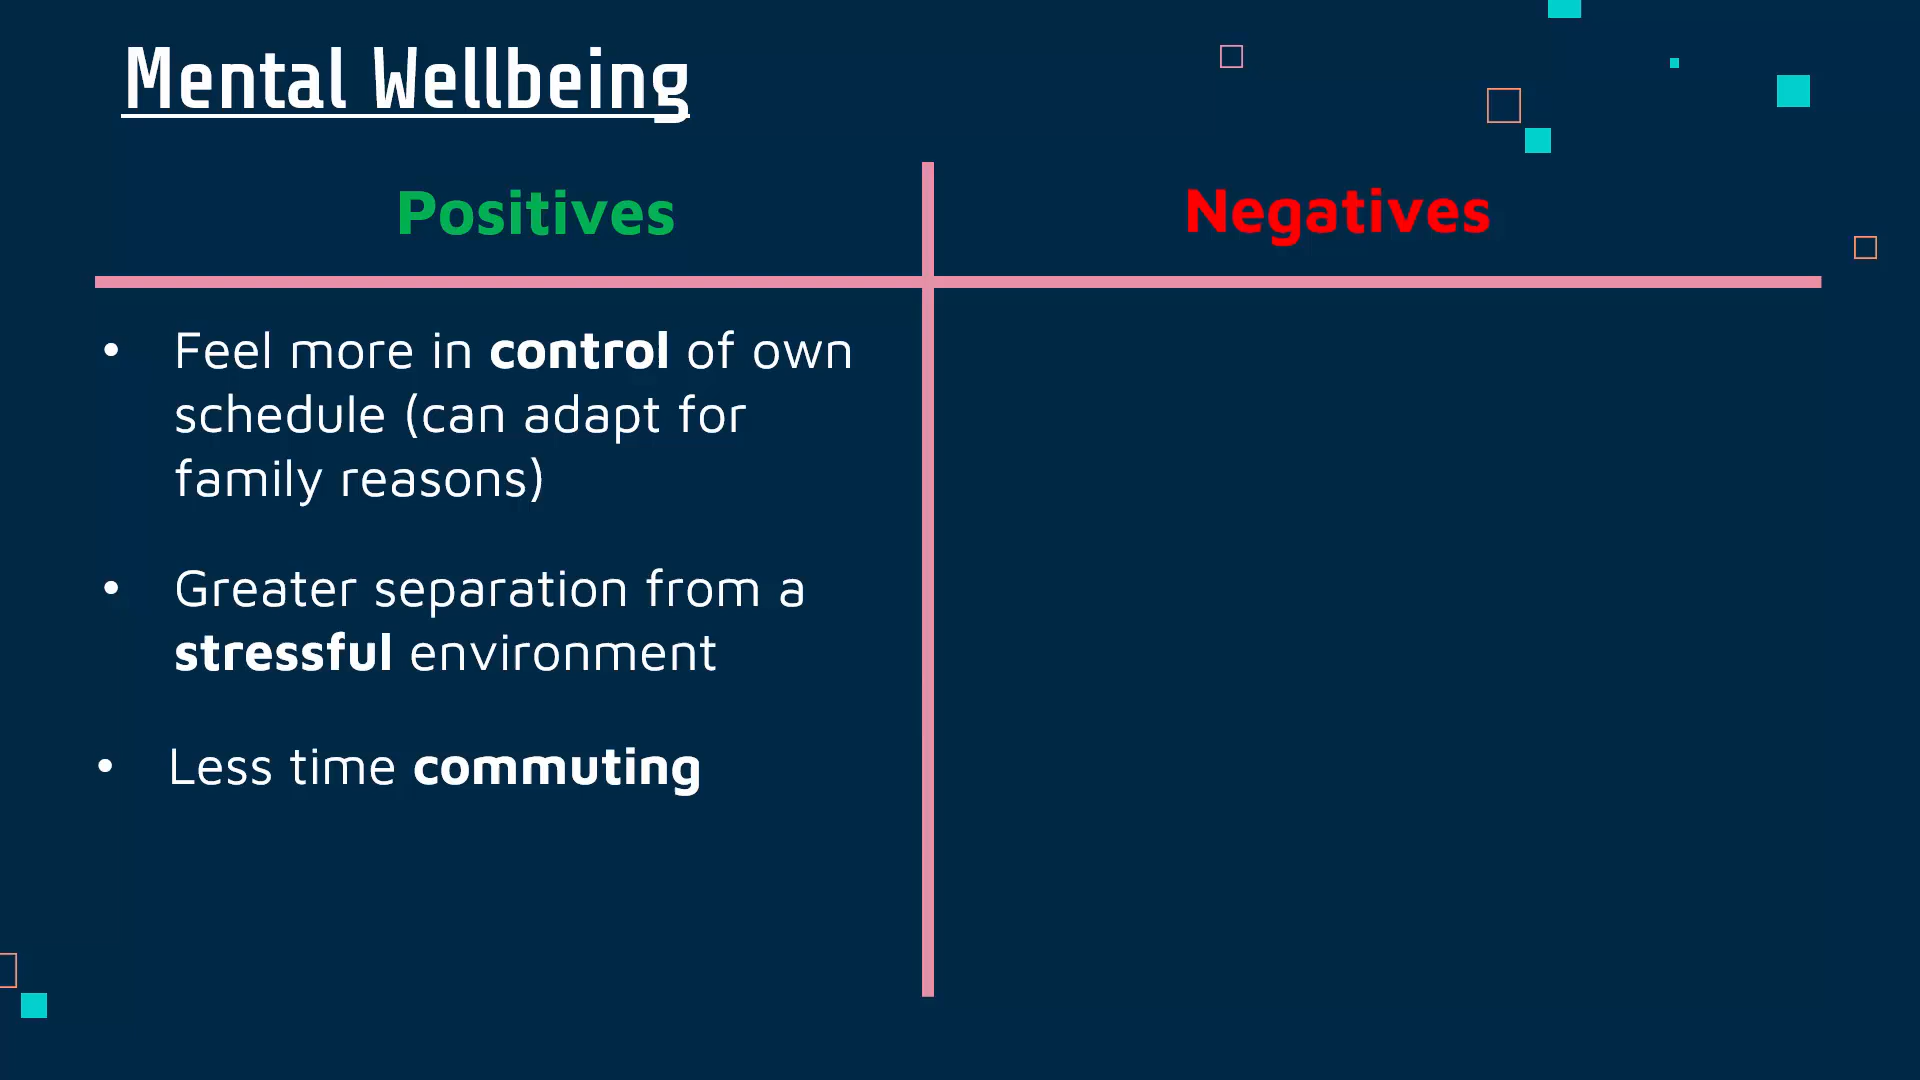 Mental Wellbeing
Positives
Negatives
• Feel more in control of own
schedule (can adapt for
family reasons)
• Greater separation from a
stressful environment
• Less time commuting